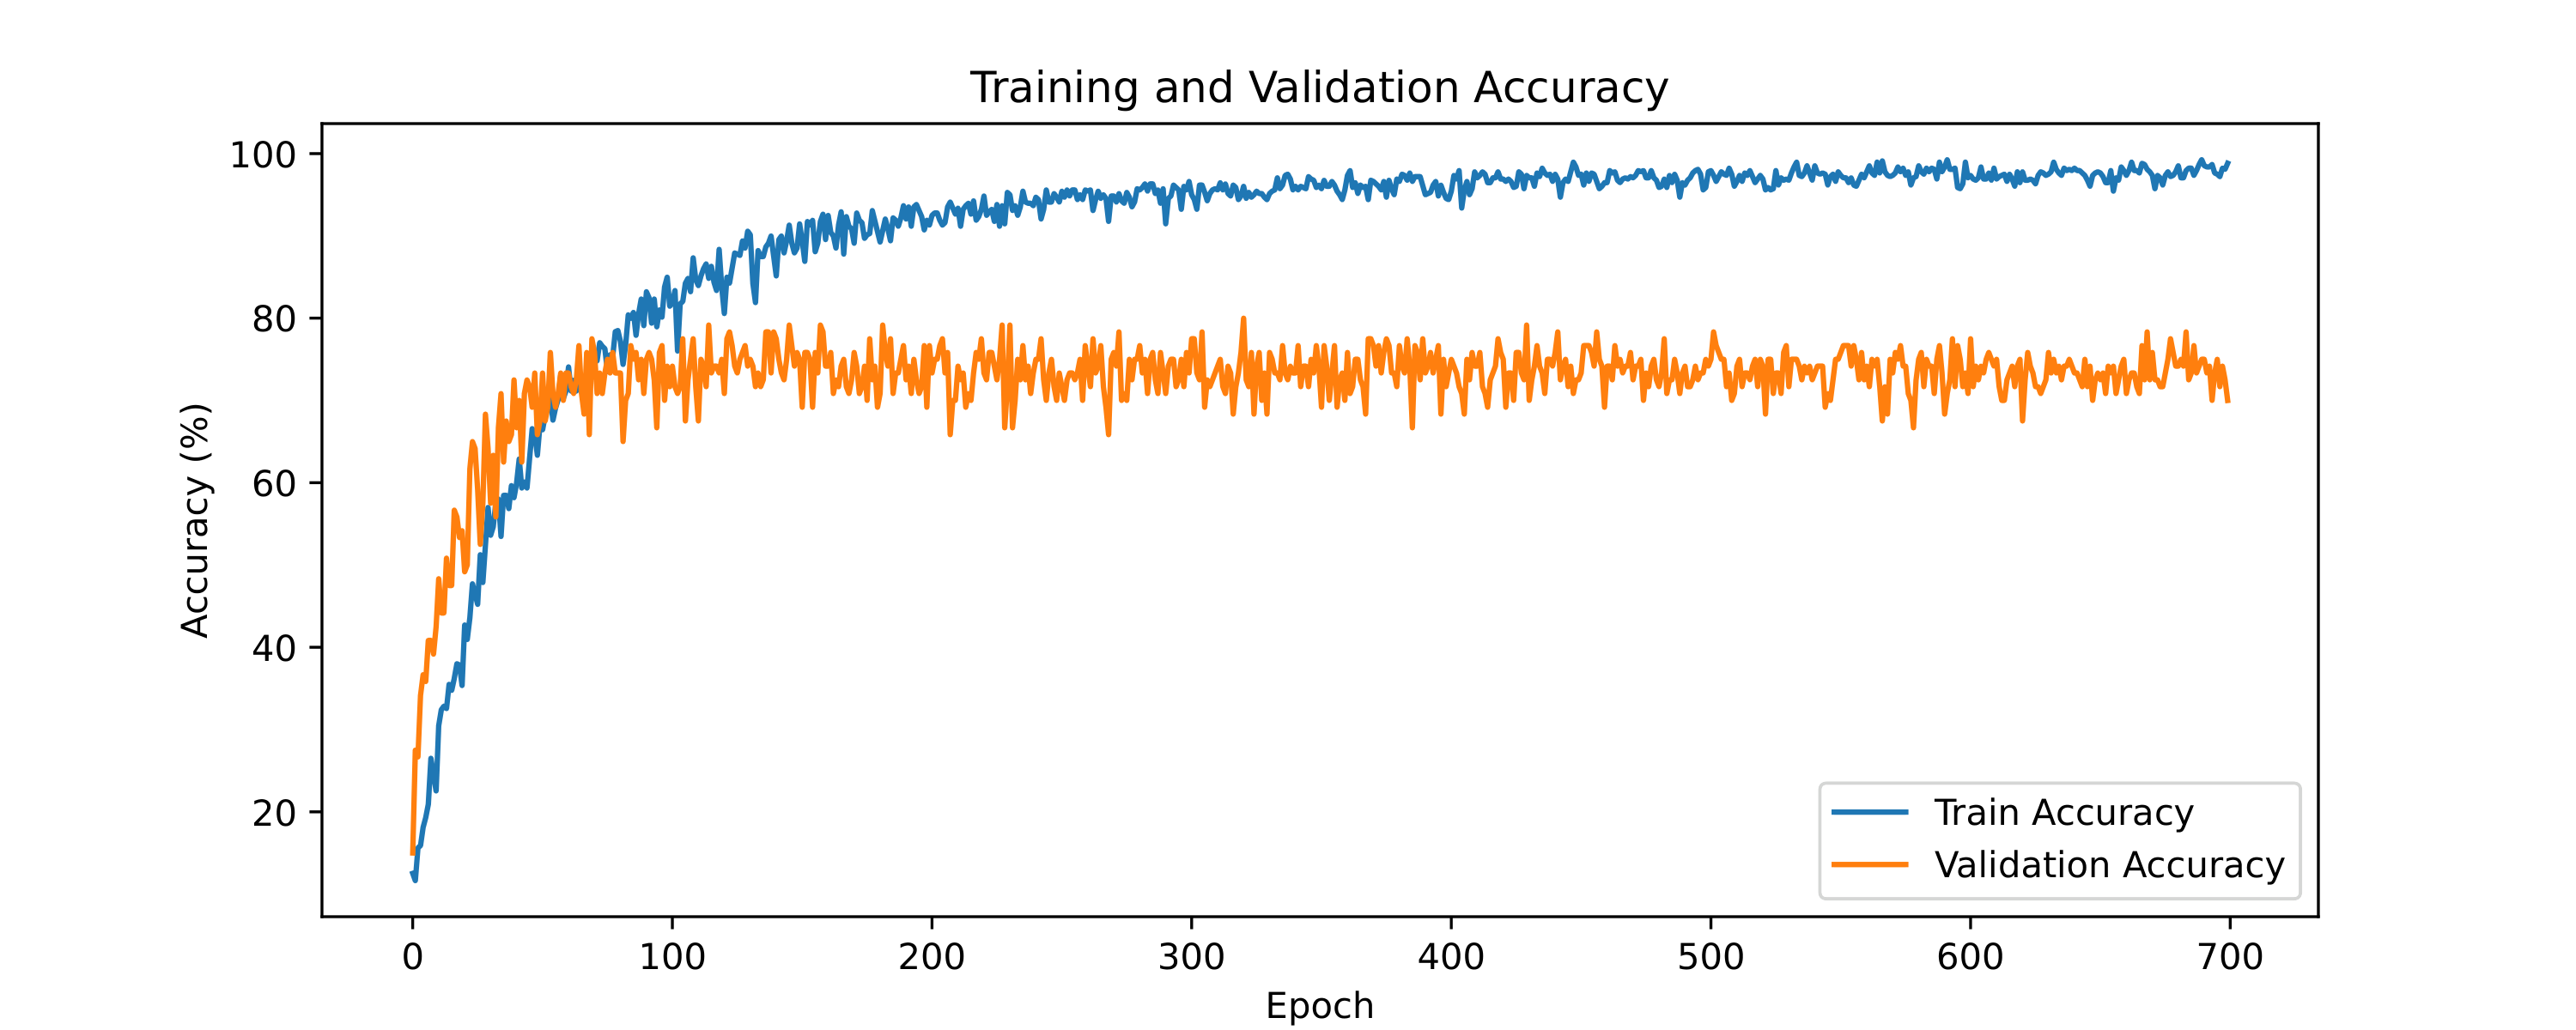 Training and Validation Accuracy
Accuracy (%)
100
80
60
40
20
Train Accuracy
Validation Accuracy
0 100 200 300 400 500 600 700
Epoch